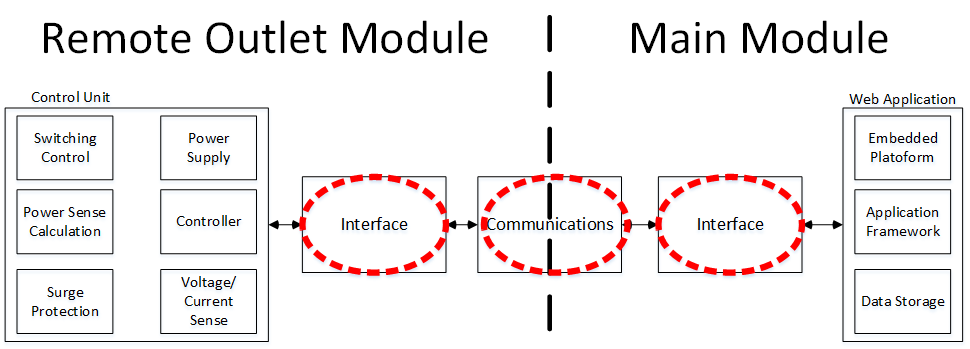 Remote Outlet Module
Main Module
Control Unit
Switching
Control
Power
Supply
Power Sense
Calculation
Controller
Surge
Protection
Voltage/
Current
Sense
Interface
Communications
Interface
Web Application
Embedded
Platoform
Application
Framework
Data Storage